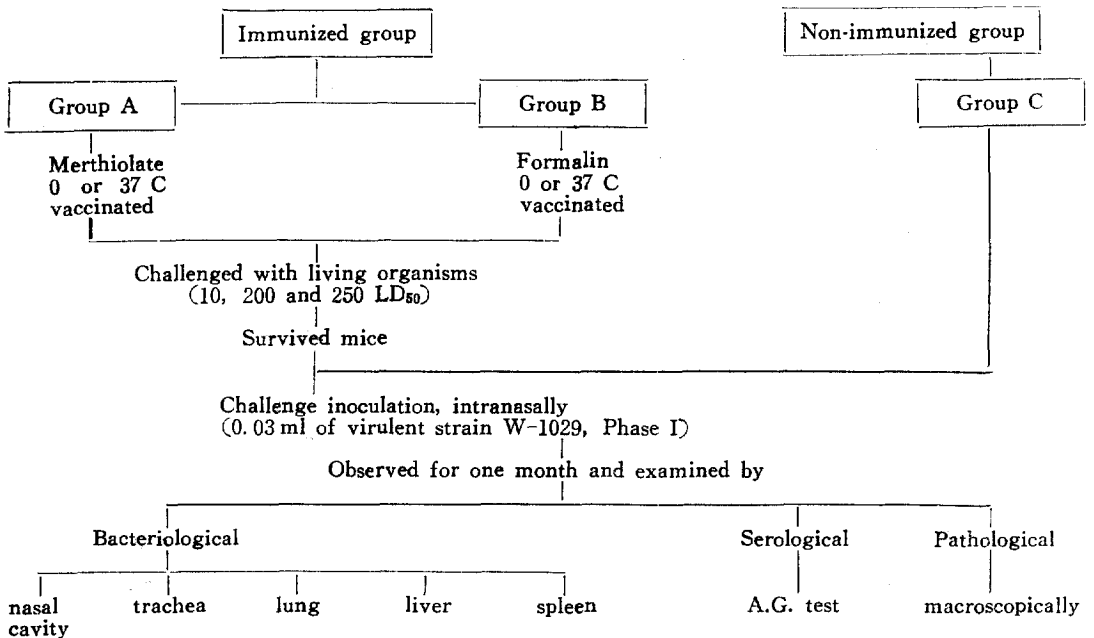 Immunized group
Non-immunized group
Group A
Group B
Group C
Merthiolate
0 or 37 C
vaccinated
Formalin
0 or 37 C
vaccinated
Challenged with living organisms
(10, 200 and 250 LD₅₀)
Survived mice
Challenge inoculation, intranasally
(0.03 ml of virulent strain W-1029, Phase I)
Observed for one month and examined by
Bacteriological
Serological
Pathological
nasal
cavity
trachea
lung
liver
spleen
A.G. test
macroscopically